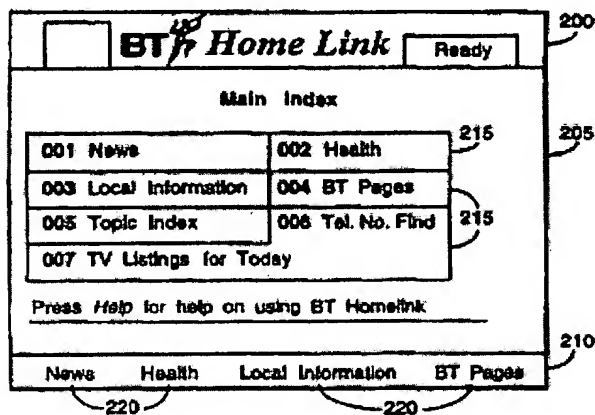 BT Home Link Ready 200
Main Index
215 205
001 News 002 Health
003 Local Information 004 BT Pages
215
005 Topic Index 006 Tel. No. Find
007 TV Listings for Today
Press Help for help on using BT Homelink
210
News Health Local Information BT Pages
220 220